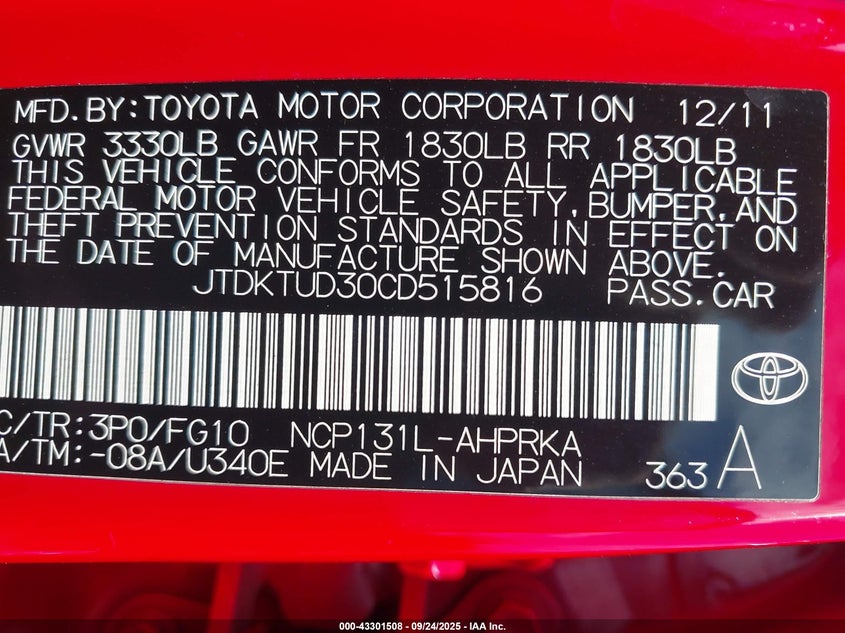 MFD.BY:TOYOTA MOTOR CORPORATION 12/11
GVWR 3330LB GAWR FR 1830LB RR 1830LB
THIS VEHICLE CONFORMS TO ALL APPLICABLE
FEDERAL MOTOR VEHICLE SAFETY,BUMPER,AND
THEFT PREVENTION STANDARDS IN EFFECT ON
THE DATE OF MANUFACTURE SHOWN ABOVE.
JTDKTUD30CD515816 PASS.CAR
C/TR:3P0/FG10 NCP131L-AHPRKA
A/TM:-08A/U340E MADE IN JAPAN 363 A
000-43301508 - 09/24/2025 - IAA Inc.